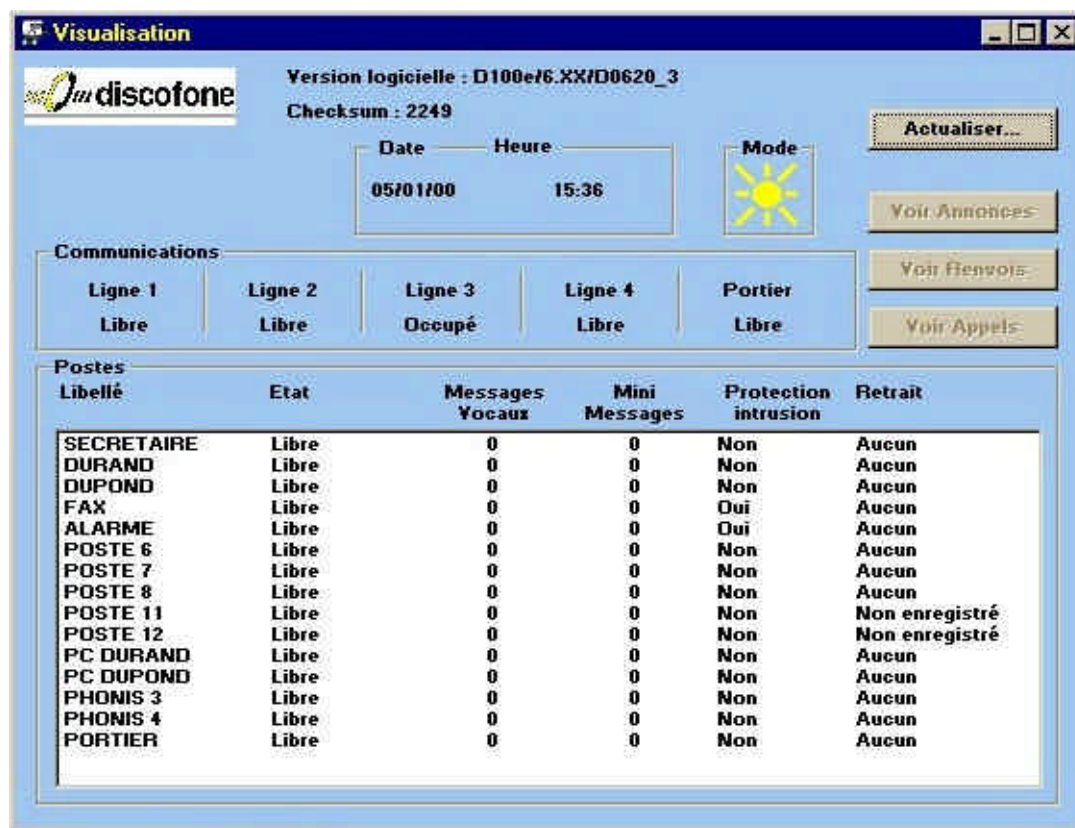 Visualisation
discofone
Version logicielle : D100e/6.XX/D0620_3
Checksum : 2249
Actualiser...
Date Heure
05/01/00 15:36
Mode
Voir Annonces
Voir Renvois
Voir Appels
Communications
Ligne 1 Ligne 2 Ligne 3 Ligne 4 Portier
Libre Libre Occupé Libre Libre
Postes
Libellé Etat Messages Vocaux Mini Messages Protection intrusion Retrait
SECRETAIRE Libre 0 0 Non Aucun
DURAND Libre 0 0 Non Aucun
DUPOND Libre 0 0 Non Aucun
FAX Libre 0 0 Oui Aucun
ALARME Libre 0 0 Oui Aucun
POSTE 6 Libre 0 0 Non Aucun
POSTE 7 Libre 0 0 Non Aucun
POSTE 8 Libre 0 0 Non Aucun
POSTE 11 Libre 0 0 Non Non enregistré
POSTE 12 Libre 0 0 Non Non enregistré
PC DURAND Libre 0 0 Non Aucun
PC DUPOND Libre 0 0 Non Aucun
PHONIS 3 Libre 0 0 Non Aucun
PHONIS 4 Libre 0 0 Non Aucun
PORTIER Libre 0 0 Non Aucun